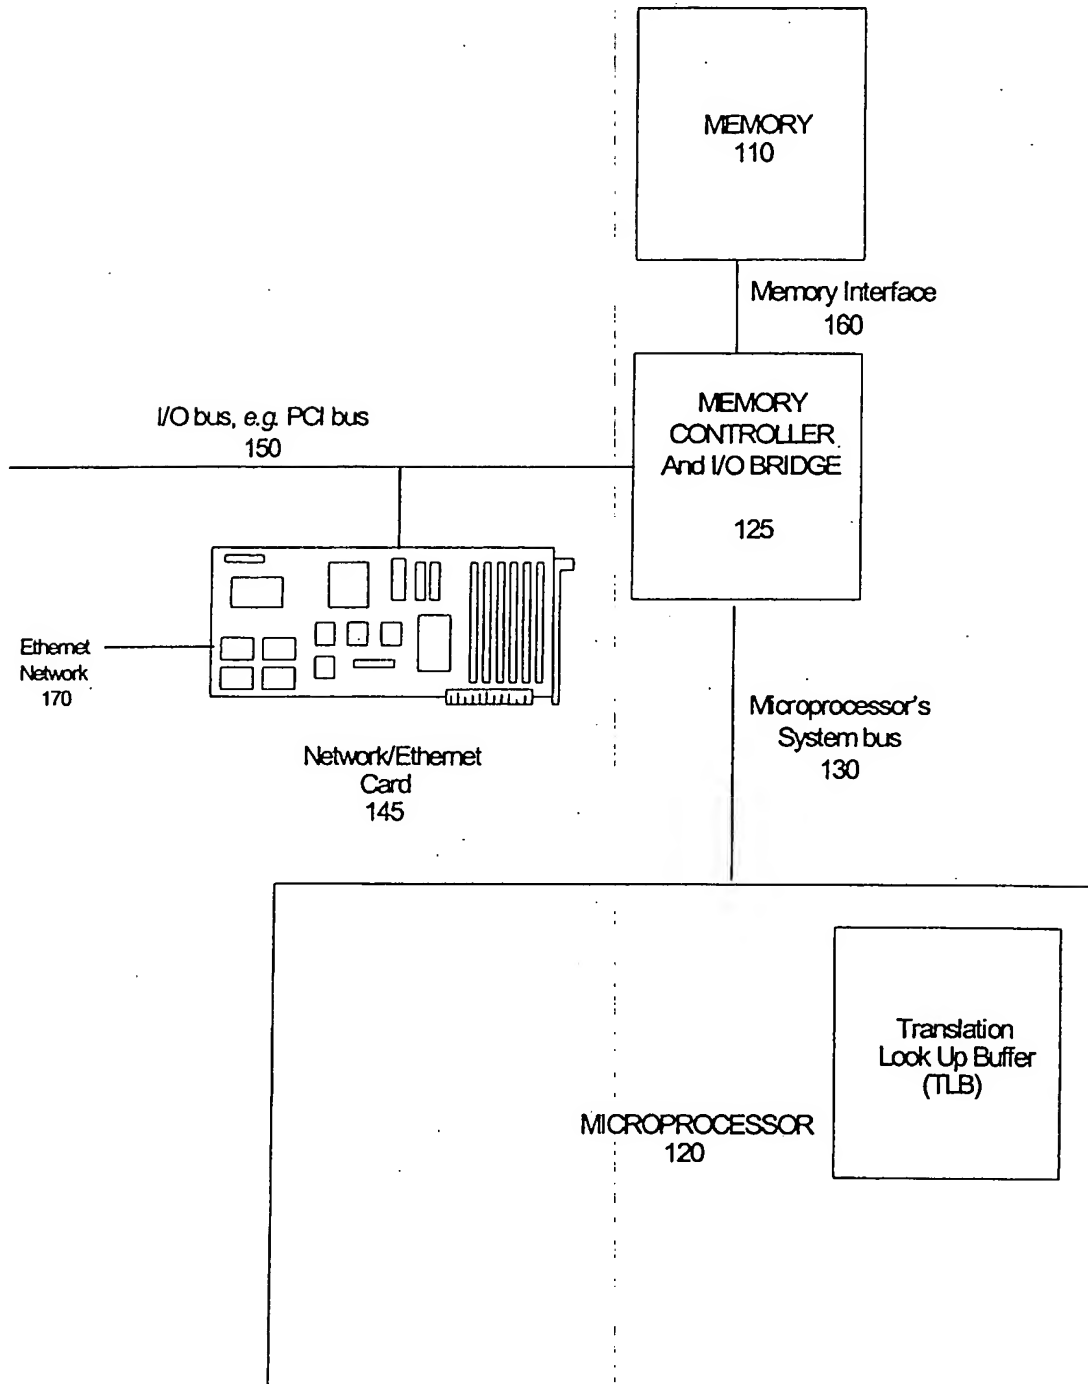 MEMORY
110
Memory Interface
160
I/O bus, e.g. PCI bus
150
MEMORY
CONTROLLER
And I/O BRIDGE
125
Ethernet
Network
170
Network/Ethernet
Card
145
Microprocessor's
System bus
130
Translation
Look Up Buffer
(TLB)
MICROPROCESSOR
120